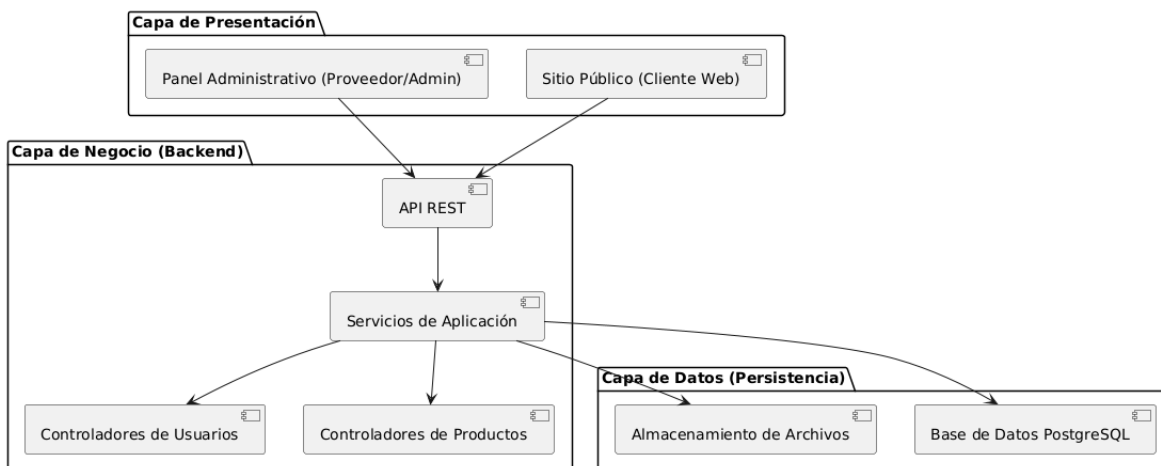 Capa de Presentación
Panel Administrativo (Proveedor/Admin)
Sitio Público (Cliente Web)
Capa de Negocio (Backend)
API REST
Servicios de Aplicación
Capa de Datos (Persistencia)
Controladores de Usuarios
Controladores de Productos
Almacenamiento de Archivos
Base de Datos PostgreSQL